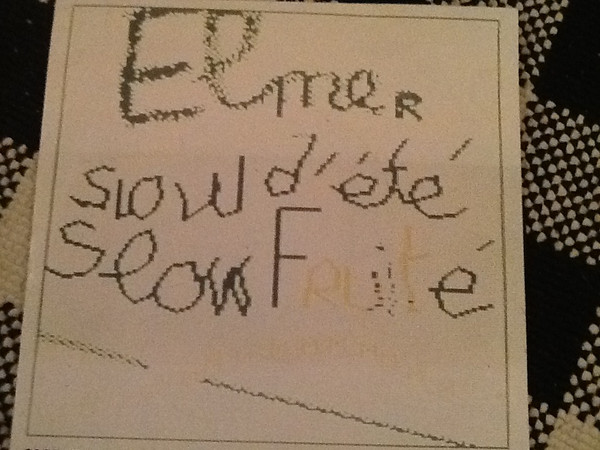 Elmer
slow d'été
Slow Fruité